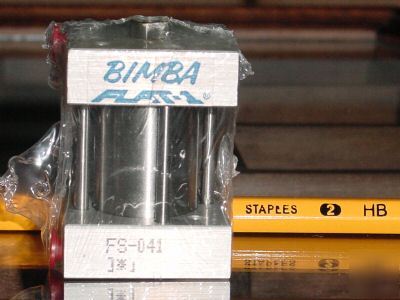 BIMBA
FLAT-1®
STAPLES 2 HB
FS-041